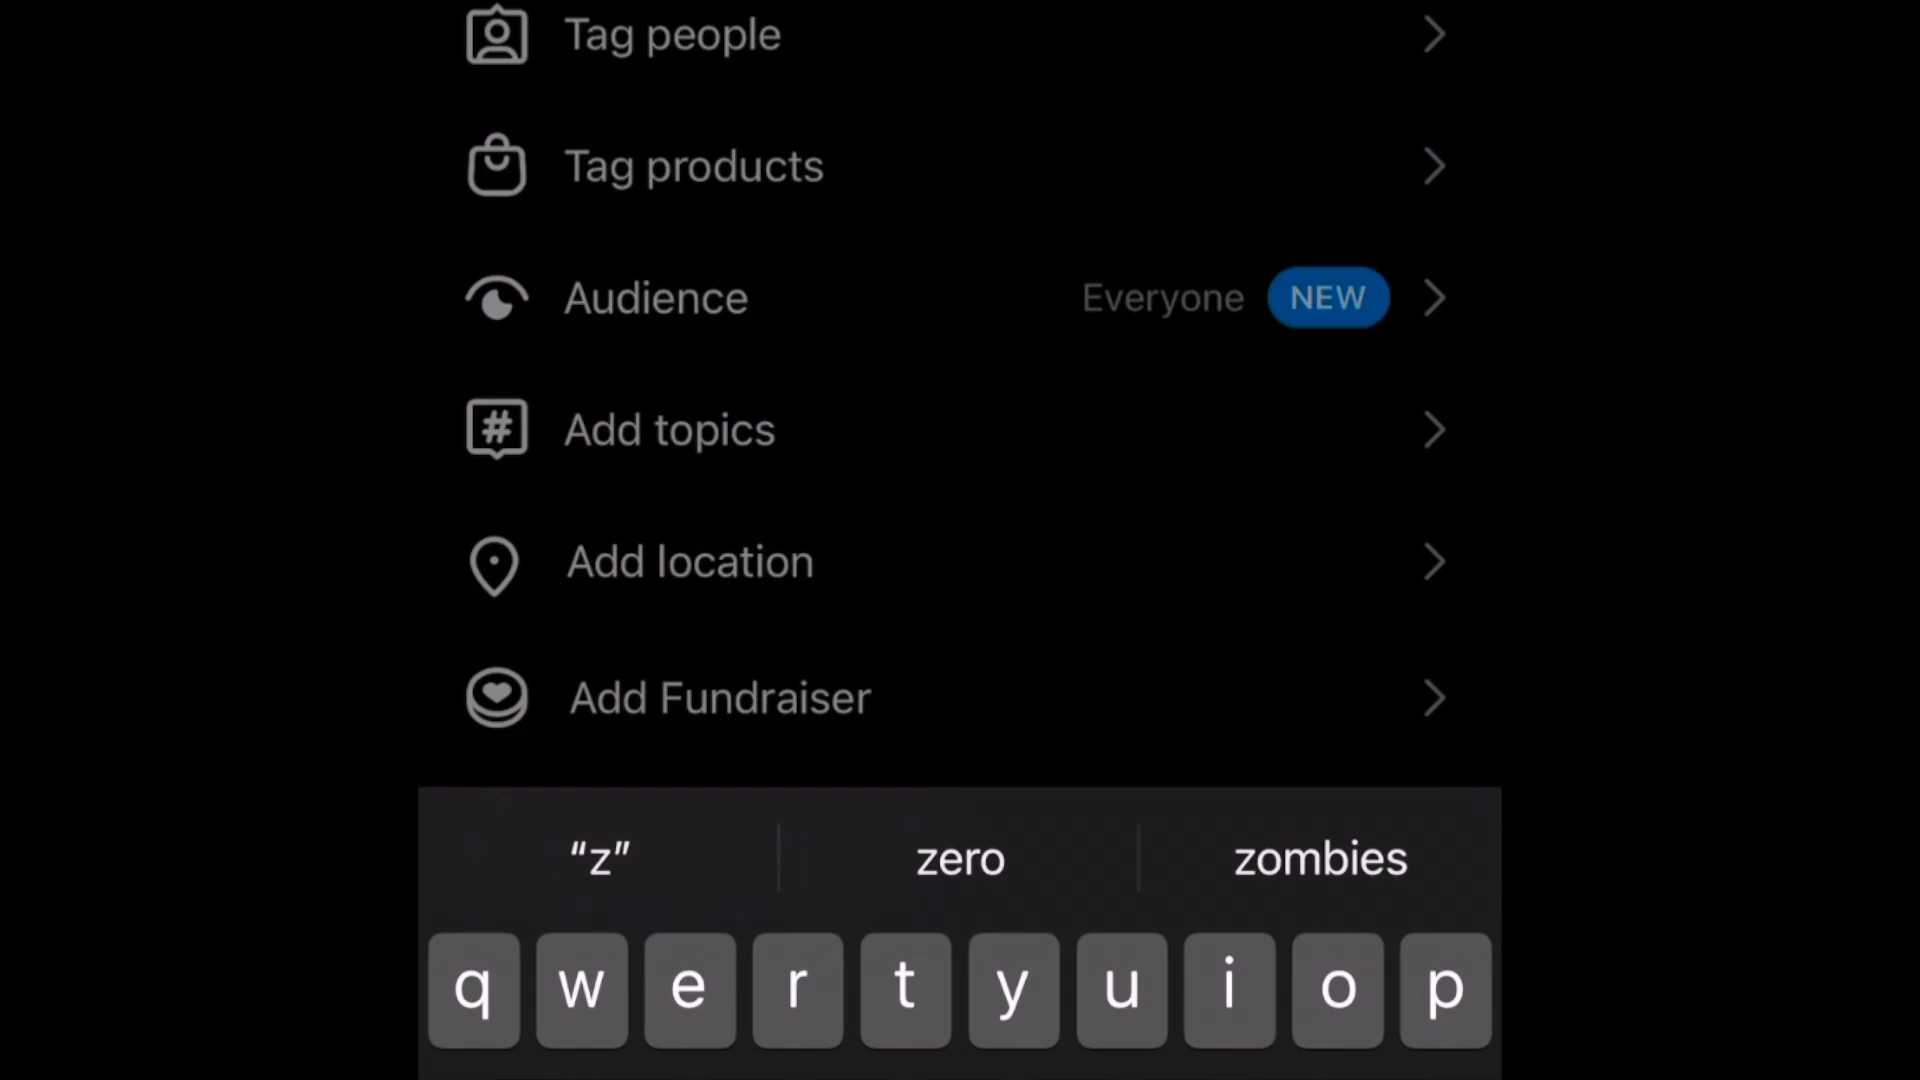 Tag people
Tag products
Audience Everyone NEW
# Add topics
Add location
Add Fundraiser
“z” zero zombies
q w e r t y u i o p